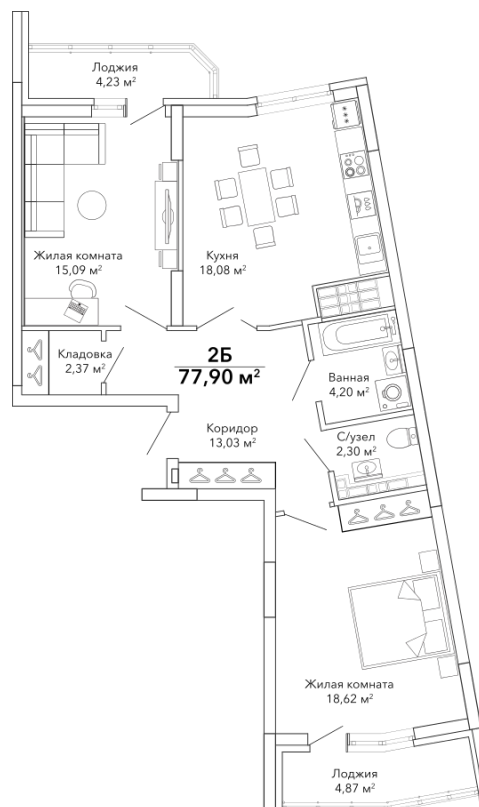 Лоджия
4,23 м²
Жилая комната
15,09 м²
Кухня
18,08 м²
Кладовка
2,37 м²
2Б
77,90 м²
Ванная
4,20 м²
Коридор
13,03 м²
С/узел
2,30 м²
Жилая комната
18,62 м²
Лоджия
4,87 м²